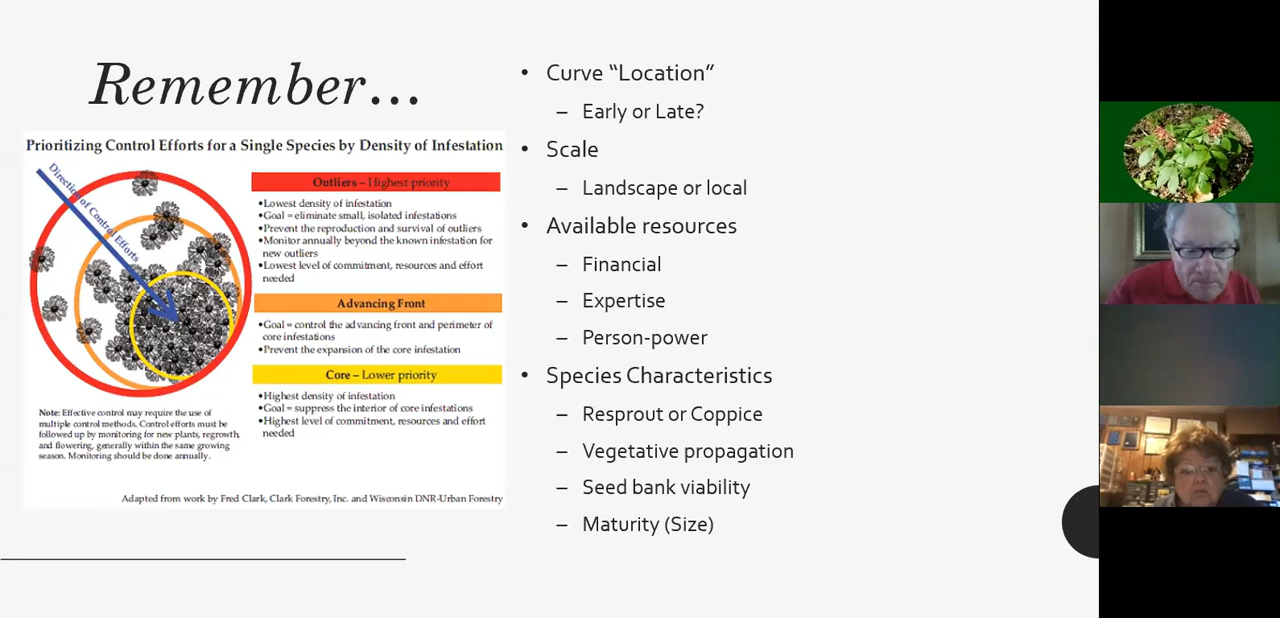 Remember…
Prioritizing Control Efforts for a Single Species by Density of Infestation
Direction of Control Efforts
Outliers – Highest priority
•Lowest density of infestation
•Goal = eliminate small, isolated infestations
•Prevent the reproduction and survival of outliers
•Monitor annually beyond the known infestation for
new outliers
•Lowest level of commitment, resources and effort
needed
Advancing Front
•Goal = control the advancing front and perimeter of
core infestations
•Prevent the expansion of the core infestation
Core – Lower priority
•Highest density of infestation
•Goal = suppress the interior of core infestations
•Highest level of commitment, resources and effort
needed
Note: Effective control may require the use of
multiple control methods. Control efforts must be
followed up by monitoring for new plants, regrowth,
and flowering, generally within the same growing
season. Monitoring should be done annually.
Adapted from work by Fred Clark, Clark Forestry, Inc. and Wisconsin DNR-Urban Forestry
• Curve “Location”
– Early or Late?
• Scale
– Landscape or local
• Available resources
– Financial
– Expertise
– Person-power
• Species Characteristics
– Resprout or Coppice
– Vegetative propagation
– Seed bank viability
– Maturity (Size)